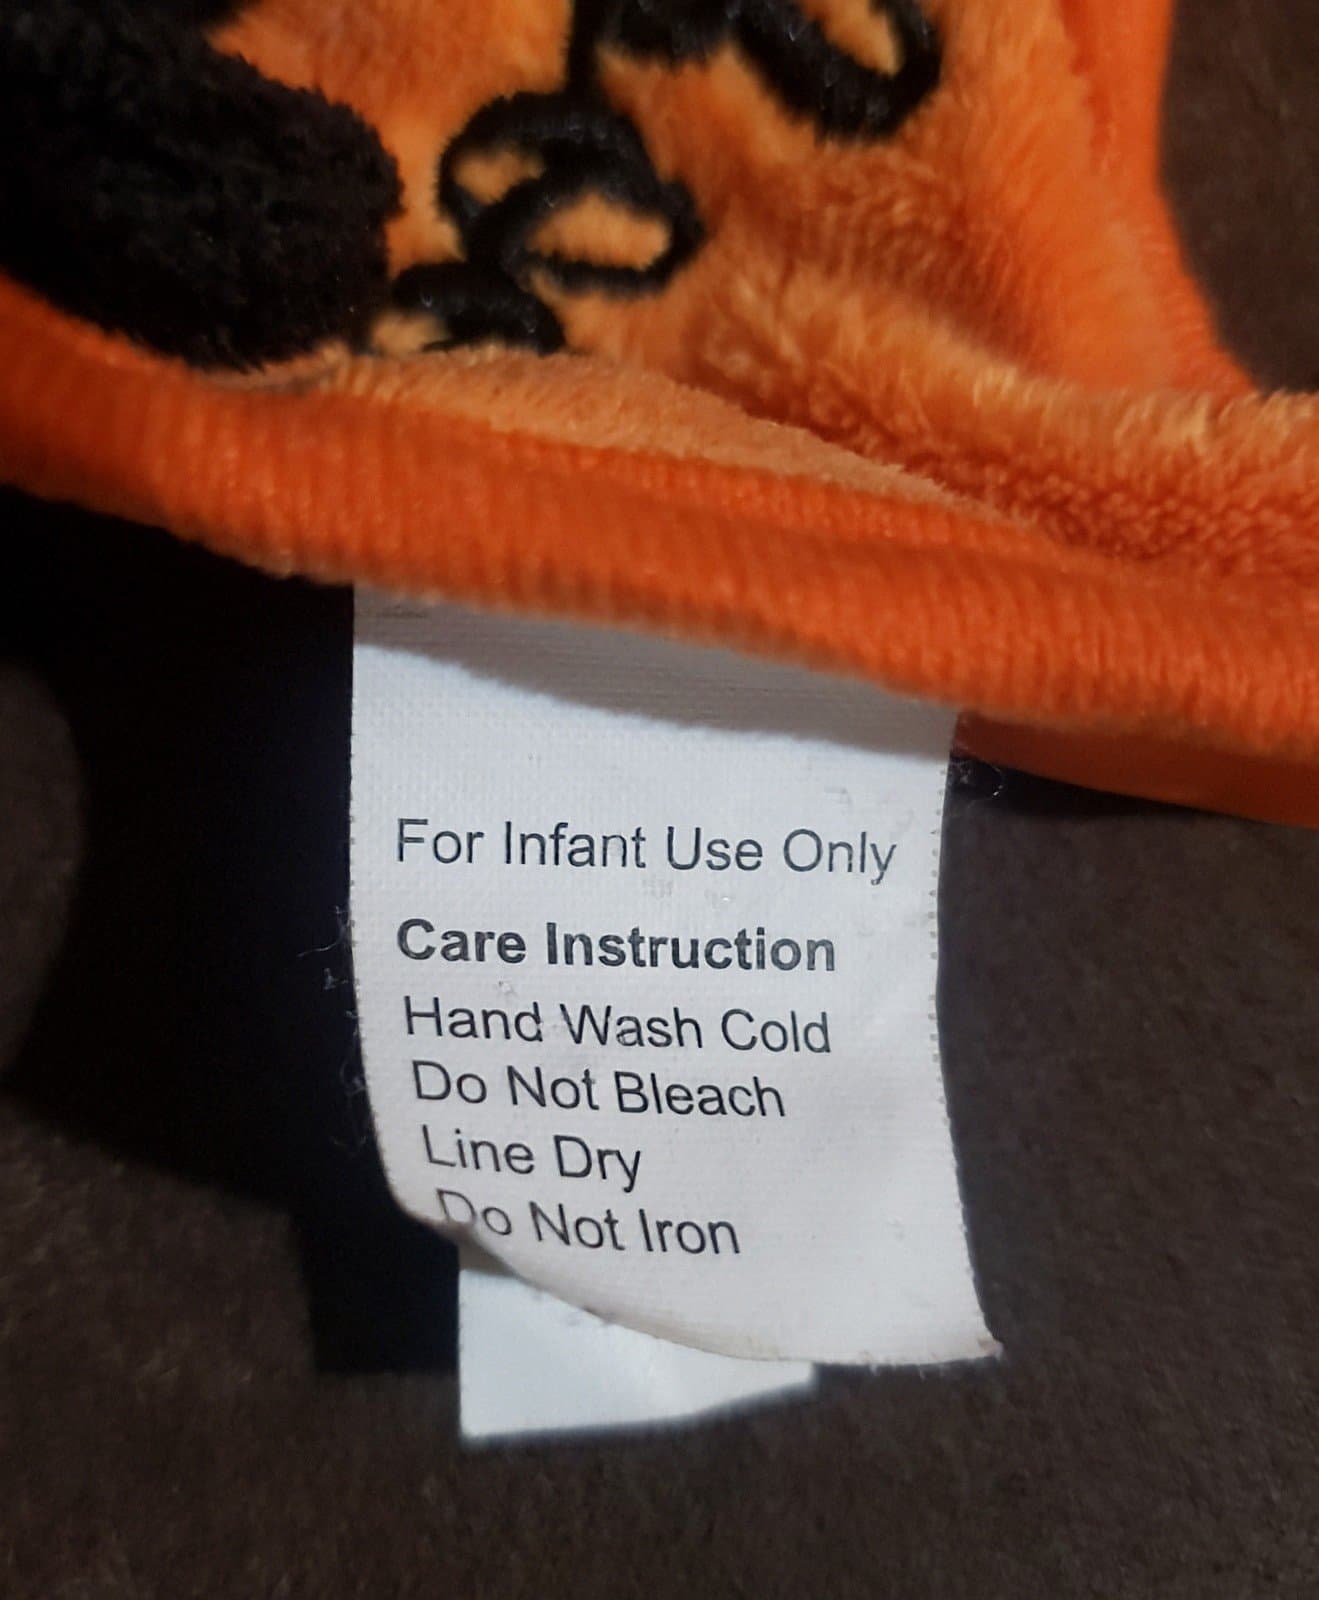 For Infant Use Only
Care Instruction
Hand Wash Cold
Do Not Bleach
Line Dry
Do Not Iron